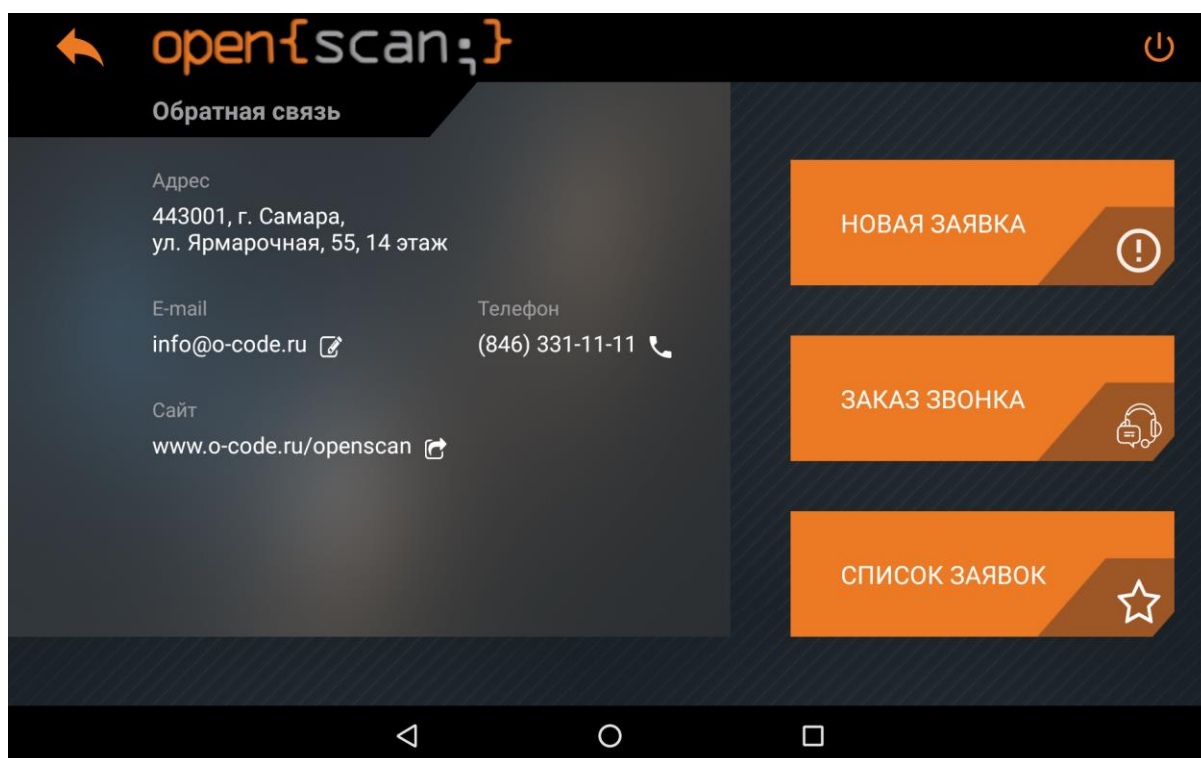 open{scan;}
Обратная связь
Адрес
443001, г. Самара,
ул. Ярмарочная, 55, 14 этаж
E-mail
info@o-code.ru
Телефон
(846) 331-11-11
Сайт
www.o-code.ru/openscan
НОВАЯ ЗАЯВКА
ЗАКАЗ ЗВОНКА
СПИСОК ЗАЯВОК